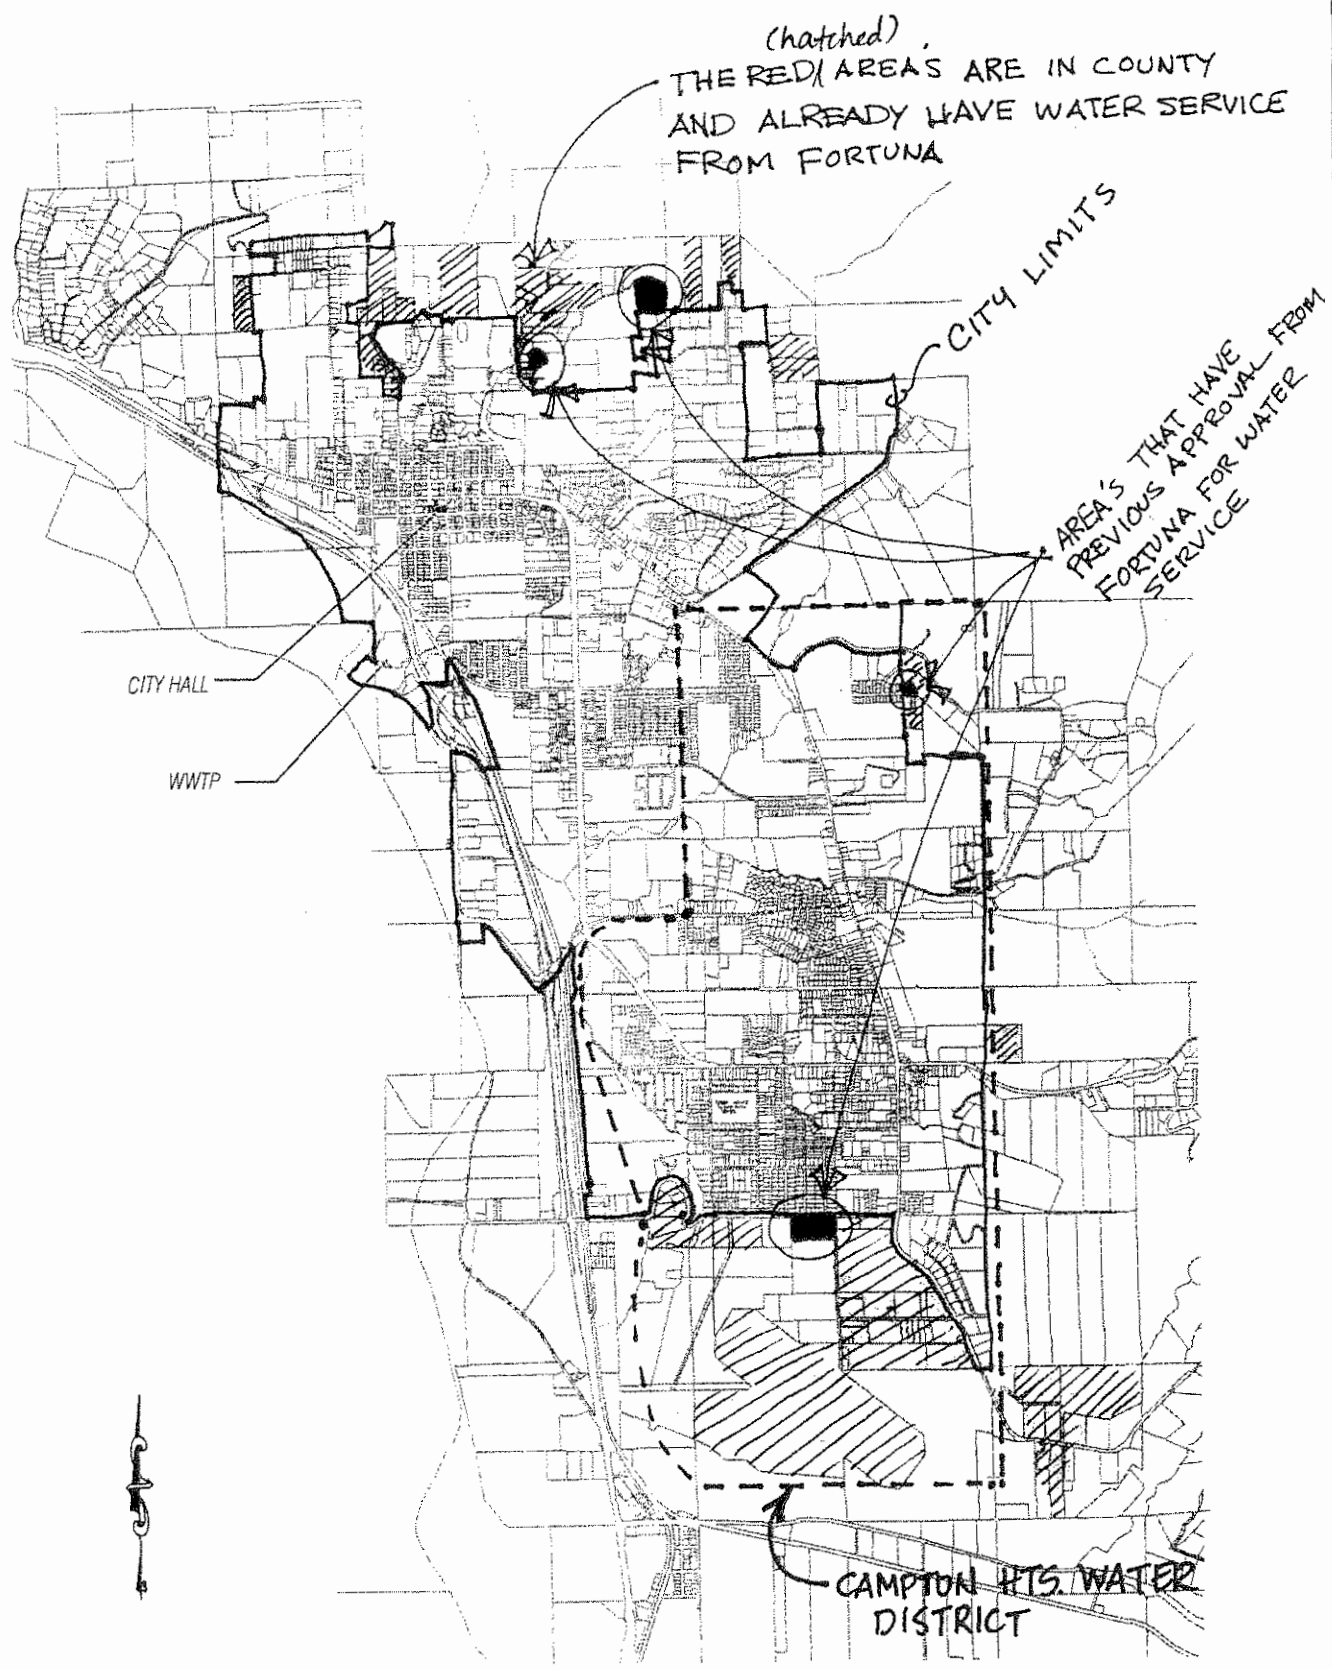 (hatched)
THE RED AREA'S ARE IN COUNTY
AND ALREADY HAVE WATER SERVICE
FROM FORTUNA
CITY LIMITS
AREA'S THAT HAVE
PREVIOUS APPROVAL FROM
FORTUNA FOR WATER
SERVICE
CITY HALL
WWTP
CAMPTON HTS. WATER
DISTRICT